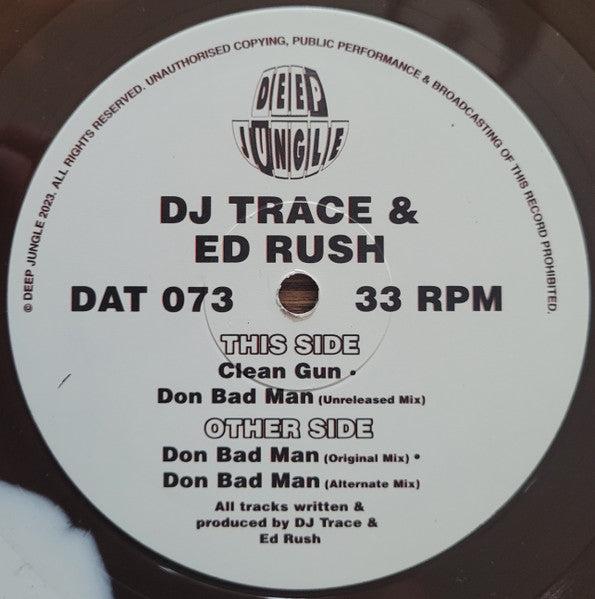 © DEEP JUNGLE 2023. ALL RIGHTS RESERVED. UNAUTHORISED COPYING, PUBLIC PERFORMANCE & BROADCASTING OF THIS RECORD PROHIBITED.
DEEP
JUNGLE
DJ TRACE &
ED RUSH
DAT 073 33 RPM
THIS SIDE
Clean Gun •
Don Bad Man (Unreleased Mix)
OTHER SIDE
Don Bad Man (Original Mix) •
Don Bad Man (Alternate Mix)
All tracks written &
produced by DJ Trace &
Ed Rush